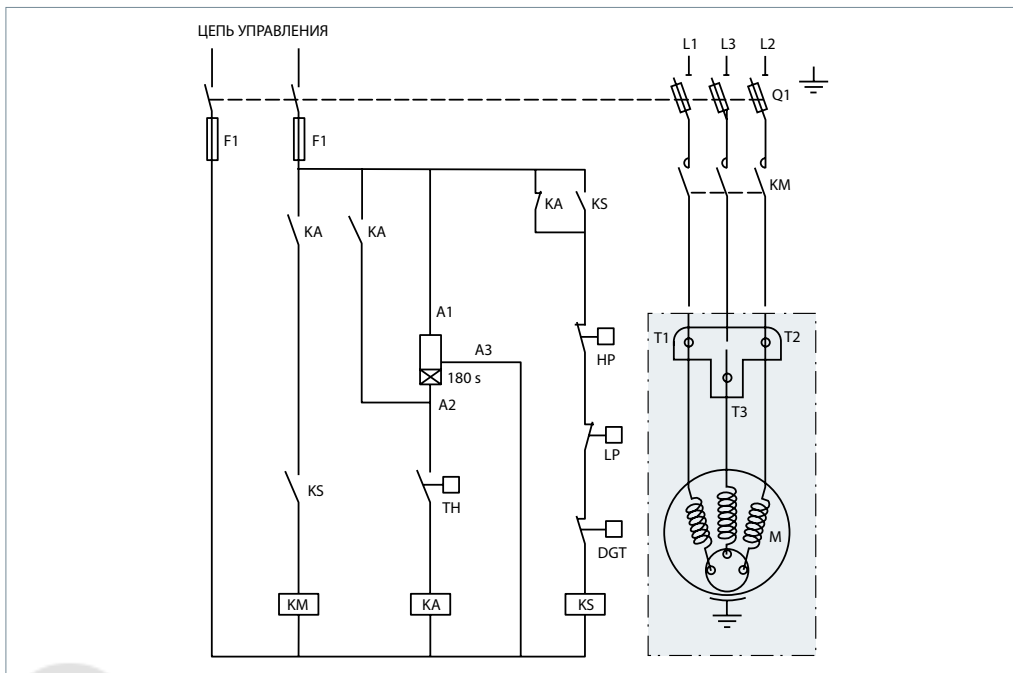 ЦЕПЬ УПРАВЛЕНИЯ
L1 L3 L2
Q1
F1 F1
KM
KA KA KA KS
A1
A3
180 s
A2
HP
T1 T2
T3
LP
KS
TH
DGT
M
KM KA KS